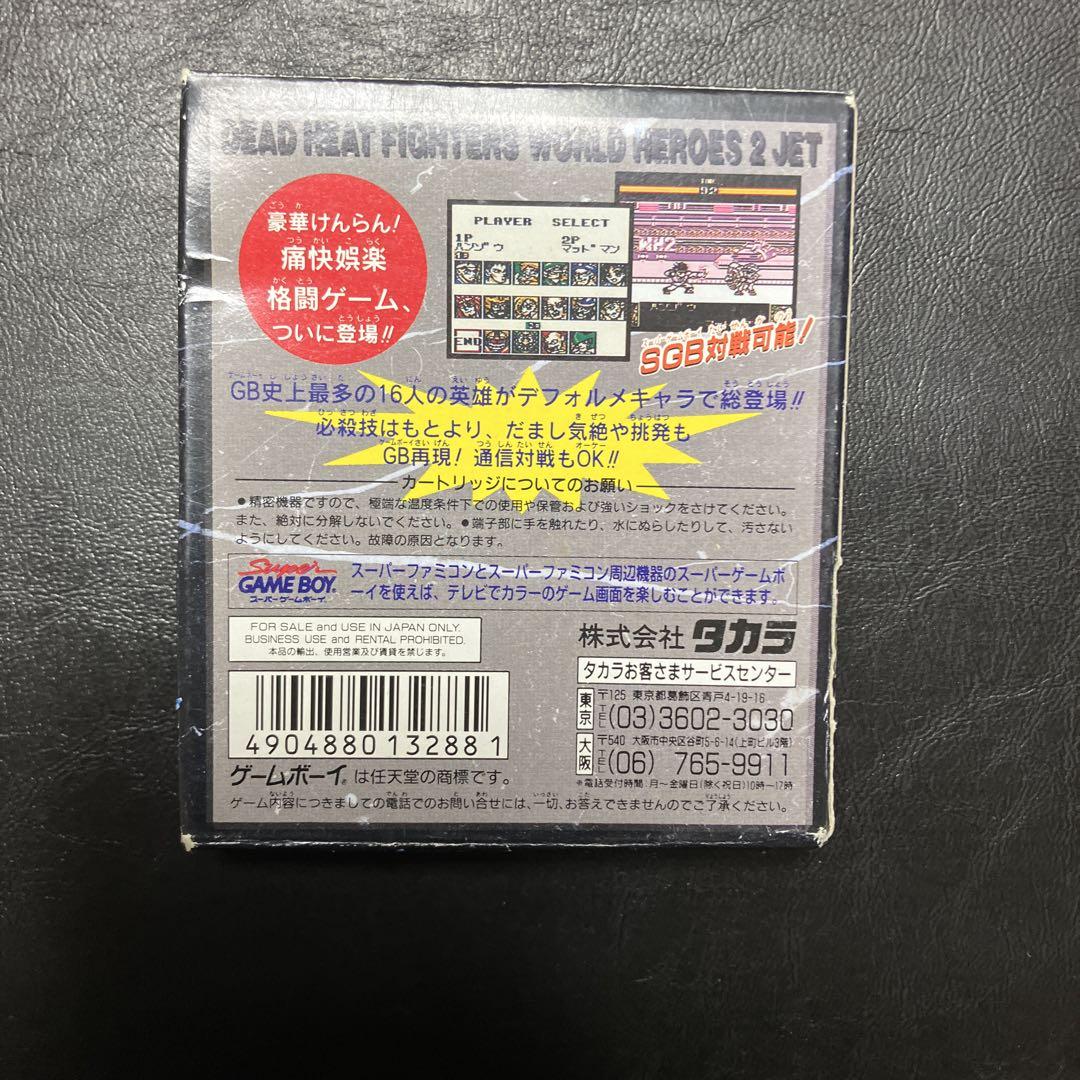 DEAD HEAT FIGHTERS WORLD HEROES 2 JET
豪華けんらん!
痛快娯楽
格闘ゲーム、
ついに登場!!
PLAYER SELECT
1P 2P
ハンゾウ マッドマン
END
92
WH2
SGB対戦可能!
GB史上最多の16人の英雄がデフォルメキャラで総登場!!
必殺技はもとより、だまし気絶や挑発も
GB再現! 通信対戦もOK!!
カートリッジについてのお願い
●精密機器ですので、極端な温度条件下での使用や保管および強いショックをさけてください。
また、絶対に分解しないでください。●端子部に手を触れたり、水にぬらしたりして、汚さない
ようにしてください。故障の原因となります。
Super
GAME BOY
スーパーゲームボーイ
スーパーファミコンとスーパーファミコン周辺機器のスーパーゲームボ
ーイを使えば、テレビでカラーのゲーム画面を楽しむことができます。
FOR SALE and USE IN JAPAN ONLY.
BUSINESS USE and RENTAL PROHIBITED.
本品の輸出、使用営業及び賃貸を禁じます。
株式会社 タカラ
タカラお客さまサービスセンター
東京 〒125 東京都葛飾区青戸4-19-16
TEL(03)3602-3030
大阪 〒540 大阪市中央区谷町5-6-14(上町ビル3階)
TEL(06) 765-9911
*電話受付時間:月〜金曜日(除く祝日)10時〜17時
4904880132881
ゲームボーイは任天堂の商標です。
ゲーム内容につきましての電話でのお問い合せには、一切、お答えできませんのでご了承ください。